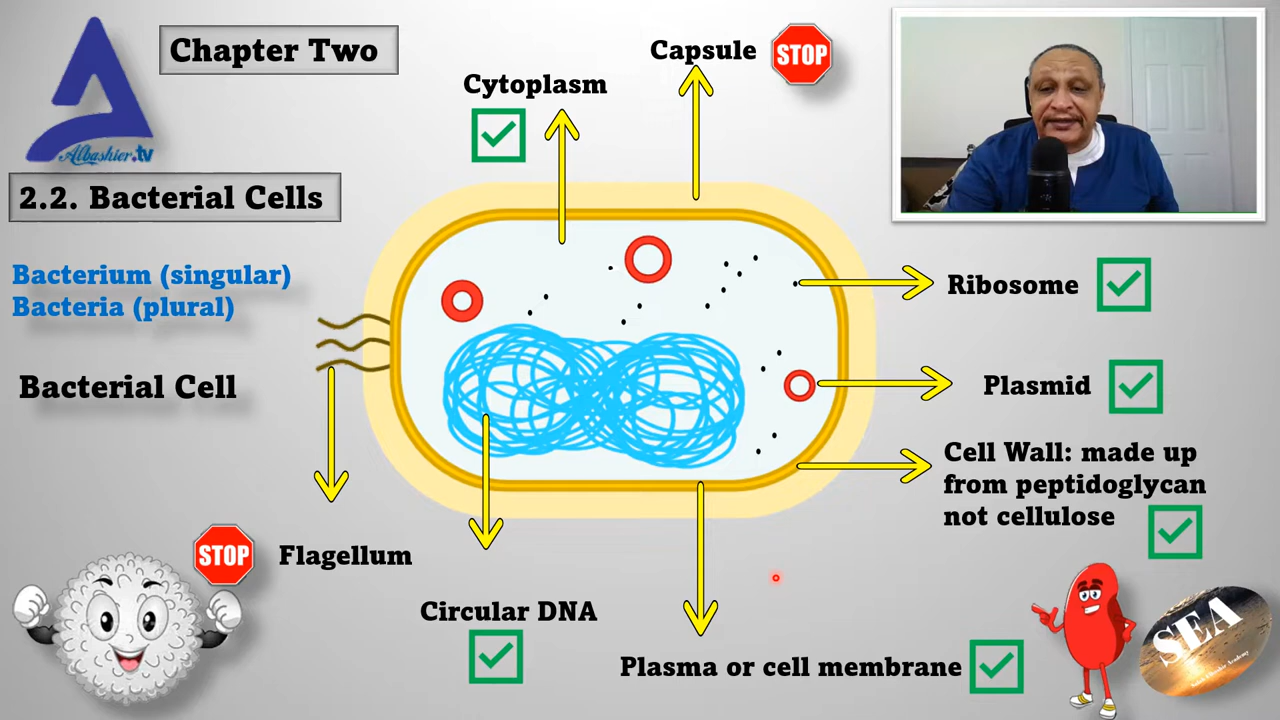 Chapter Two
Albashier.tv
2.2. Bacterial Cells
Bacterium (singular)
Bacteria (plural)
Bacterial Cell
Cytoplasm
Capsule
STOP
Ribosome
Plasmid
Cell Wall: made up
from peptidoglycan
not cellulose
STOP
Flagellum
Circular DNA
Plasma or cell membrane
SEA